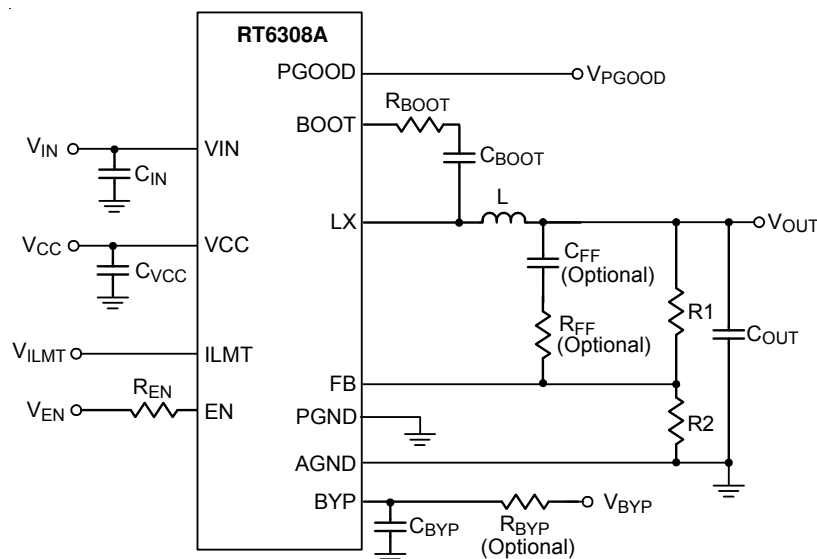 RT6308A
PGOOD
VPGOOD
RBOOT
BOOT
CBOOT
VIN
VIN
CIN
L
LX
VOUT
VCC
VCC
CVCC
CFF
(Optional)
R1
RFF
(Optional)
COUT
VILMT
ILMT
FB
REN
VEN
EN
PGND
R2
AGND
BYP
CBYP
RBYP
(Optional)
VBYP